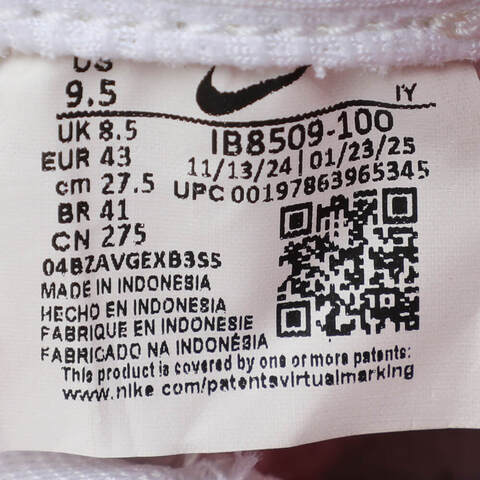 US
9.5
IY
UK 8.5
IB8509-100
EUR 43
11/13/24 | 01/23/25
cm 27.5
UPC 00197863965345
BR 41
CN 275
04BZAVGEXB3S5
MADE IN INDONESIA
HECHO EN INDONESIA
FABRIQUE EN INDONESIE
FABRICADO NA INDONÉSIA
This product is covered by one or more patents:
www.nike com/patentsvirtualmarking